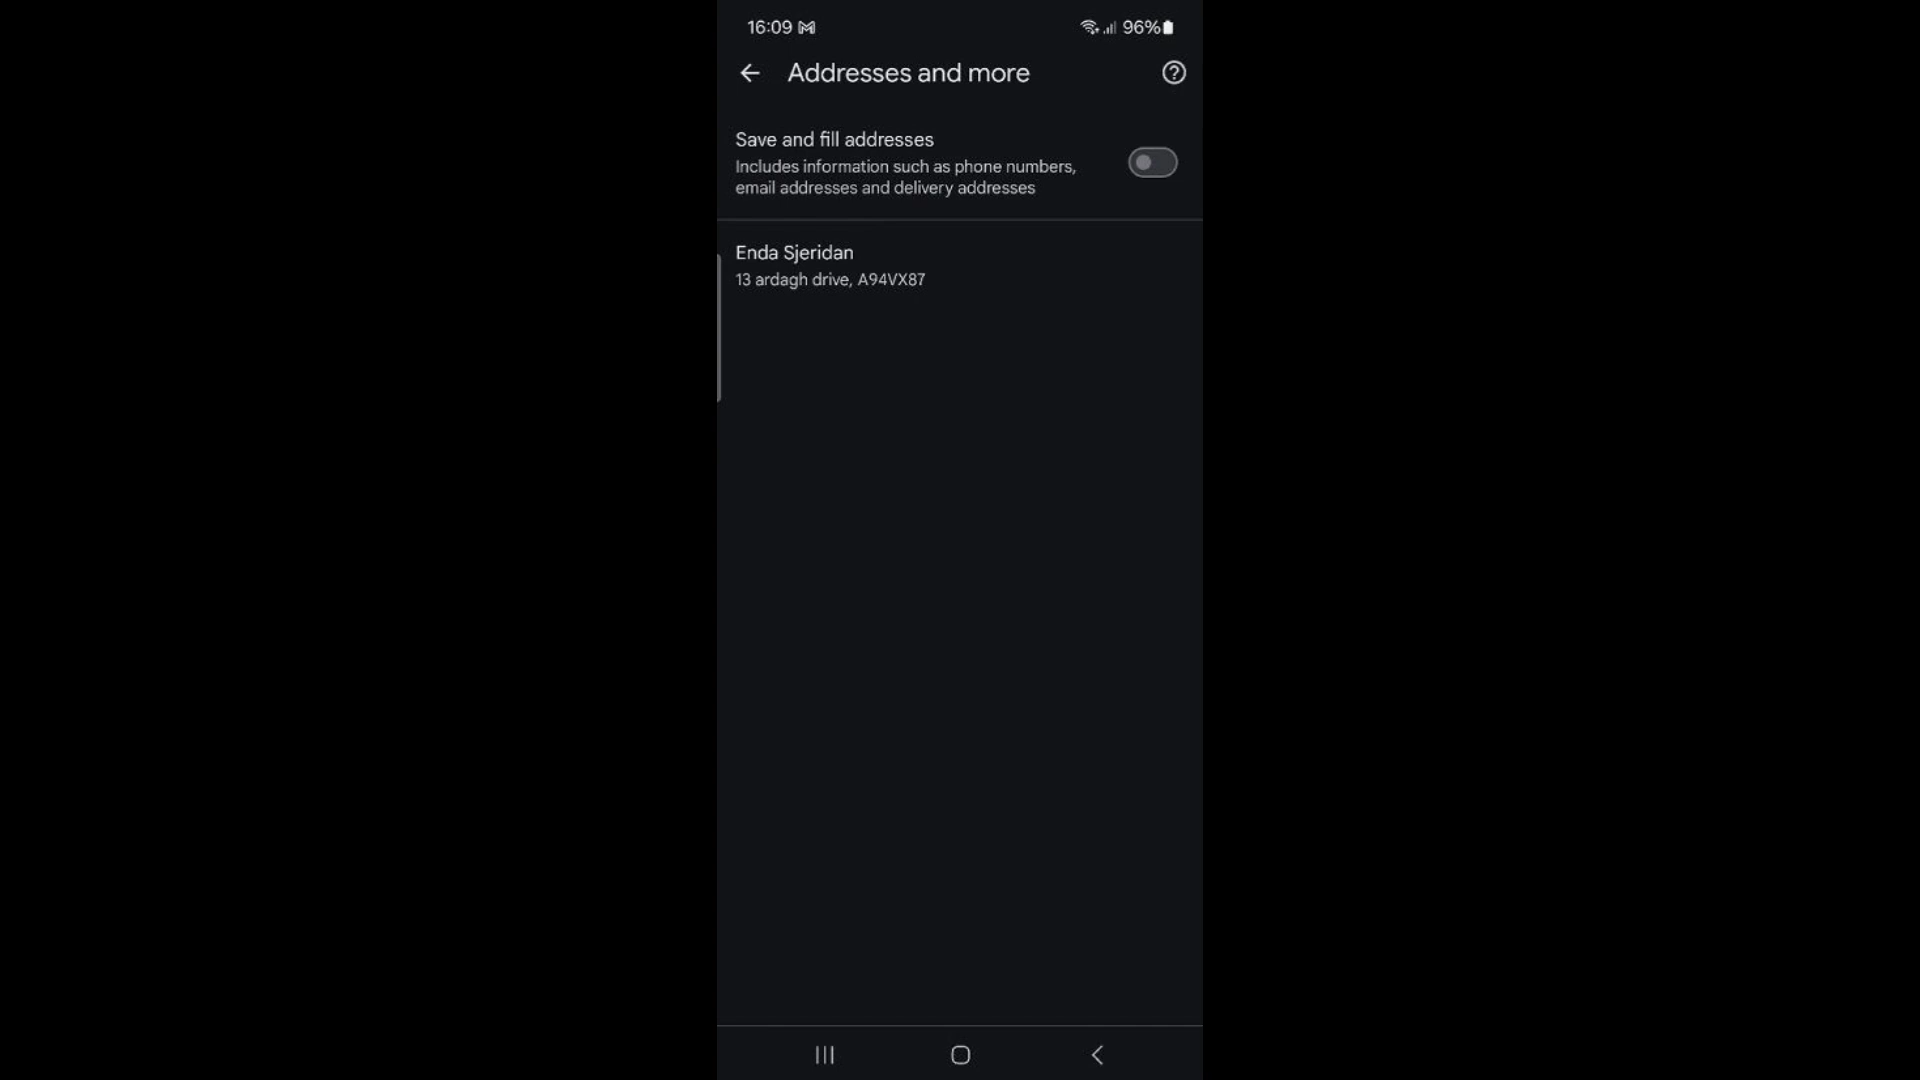 16:09
96%
Addresses and more
Save and fill addresses
Includes information such as phone numbers,
email addresses and delivery addresses
Enda Sjeridan
13 ardagh drive, A94VX87